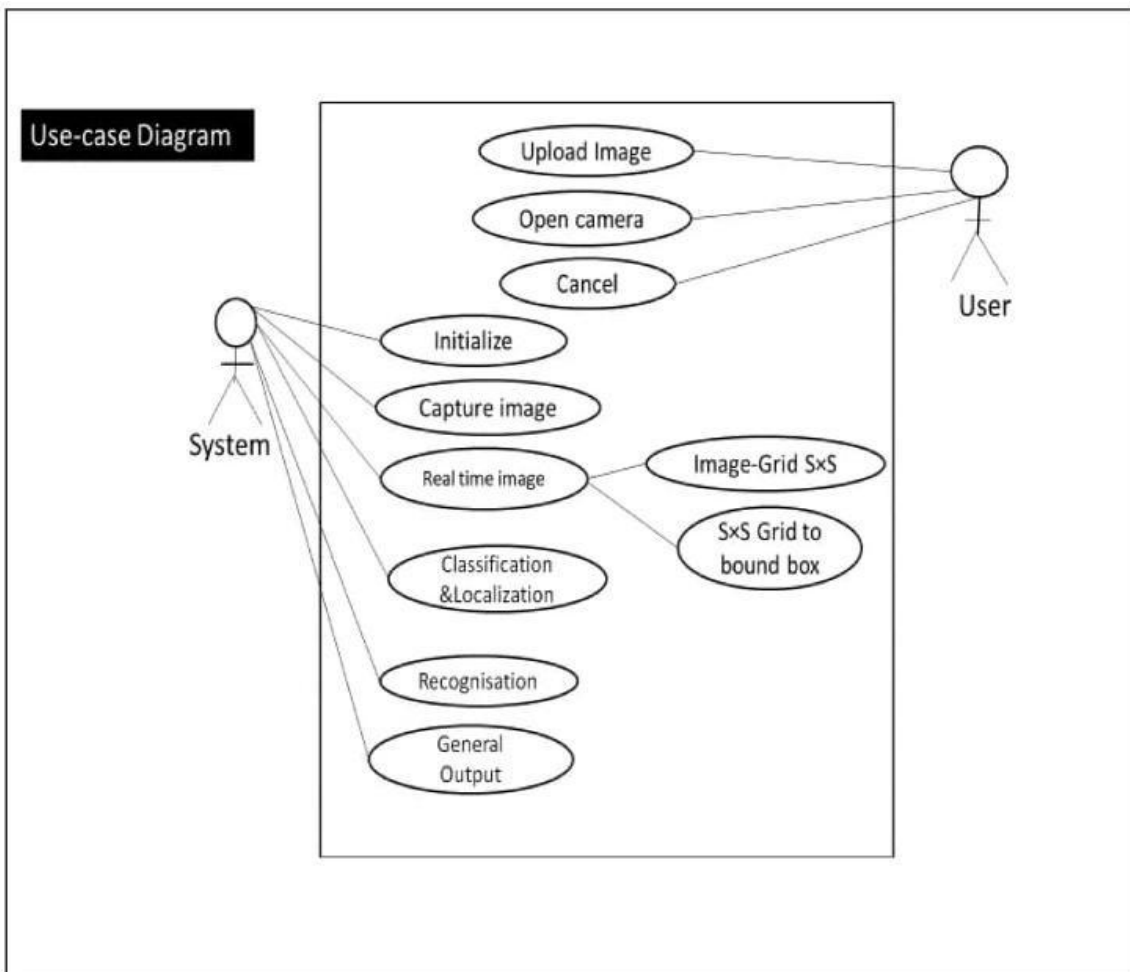 Use-case Diagram
Upload Image
Open camera
Cancel
User
Initialize
System
Capture image
Real time image
Image-Grid S×S
S×S Grid to
bound box
Classification
&Localization
Recognisation
General
Output